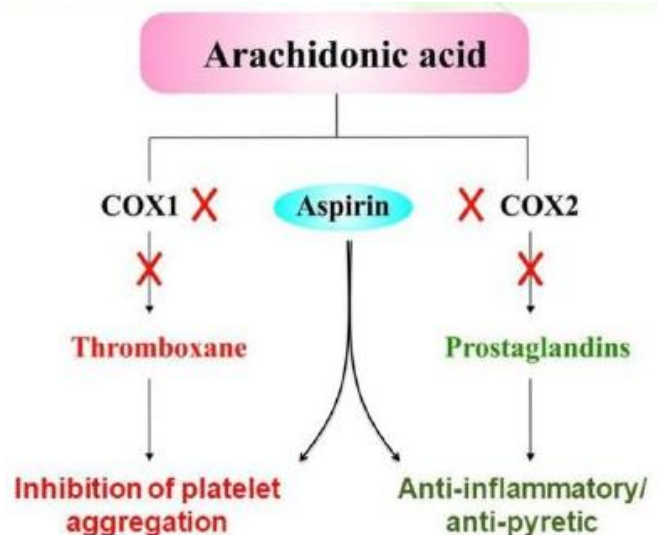 Arachidonic acid
COX1
Aspirin
COX2
Thromboxane
Prostaglandins
Inhibition of platelet
aggregation
Anti-inflammatory/
anti-pyretic